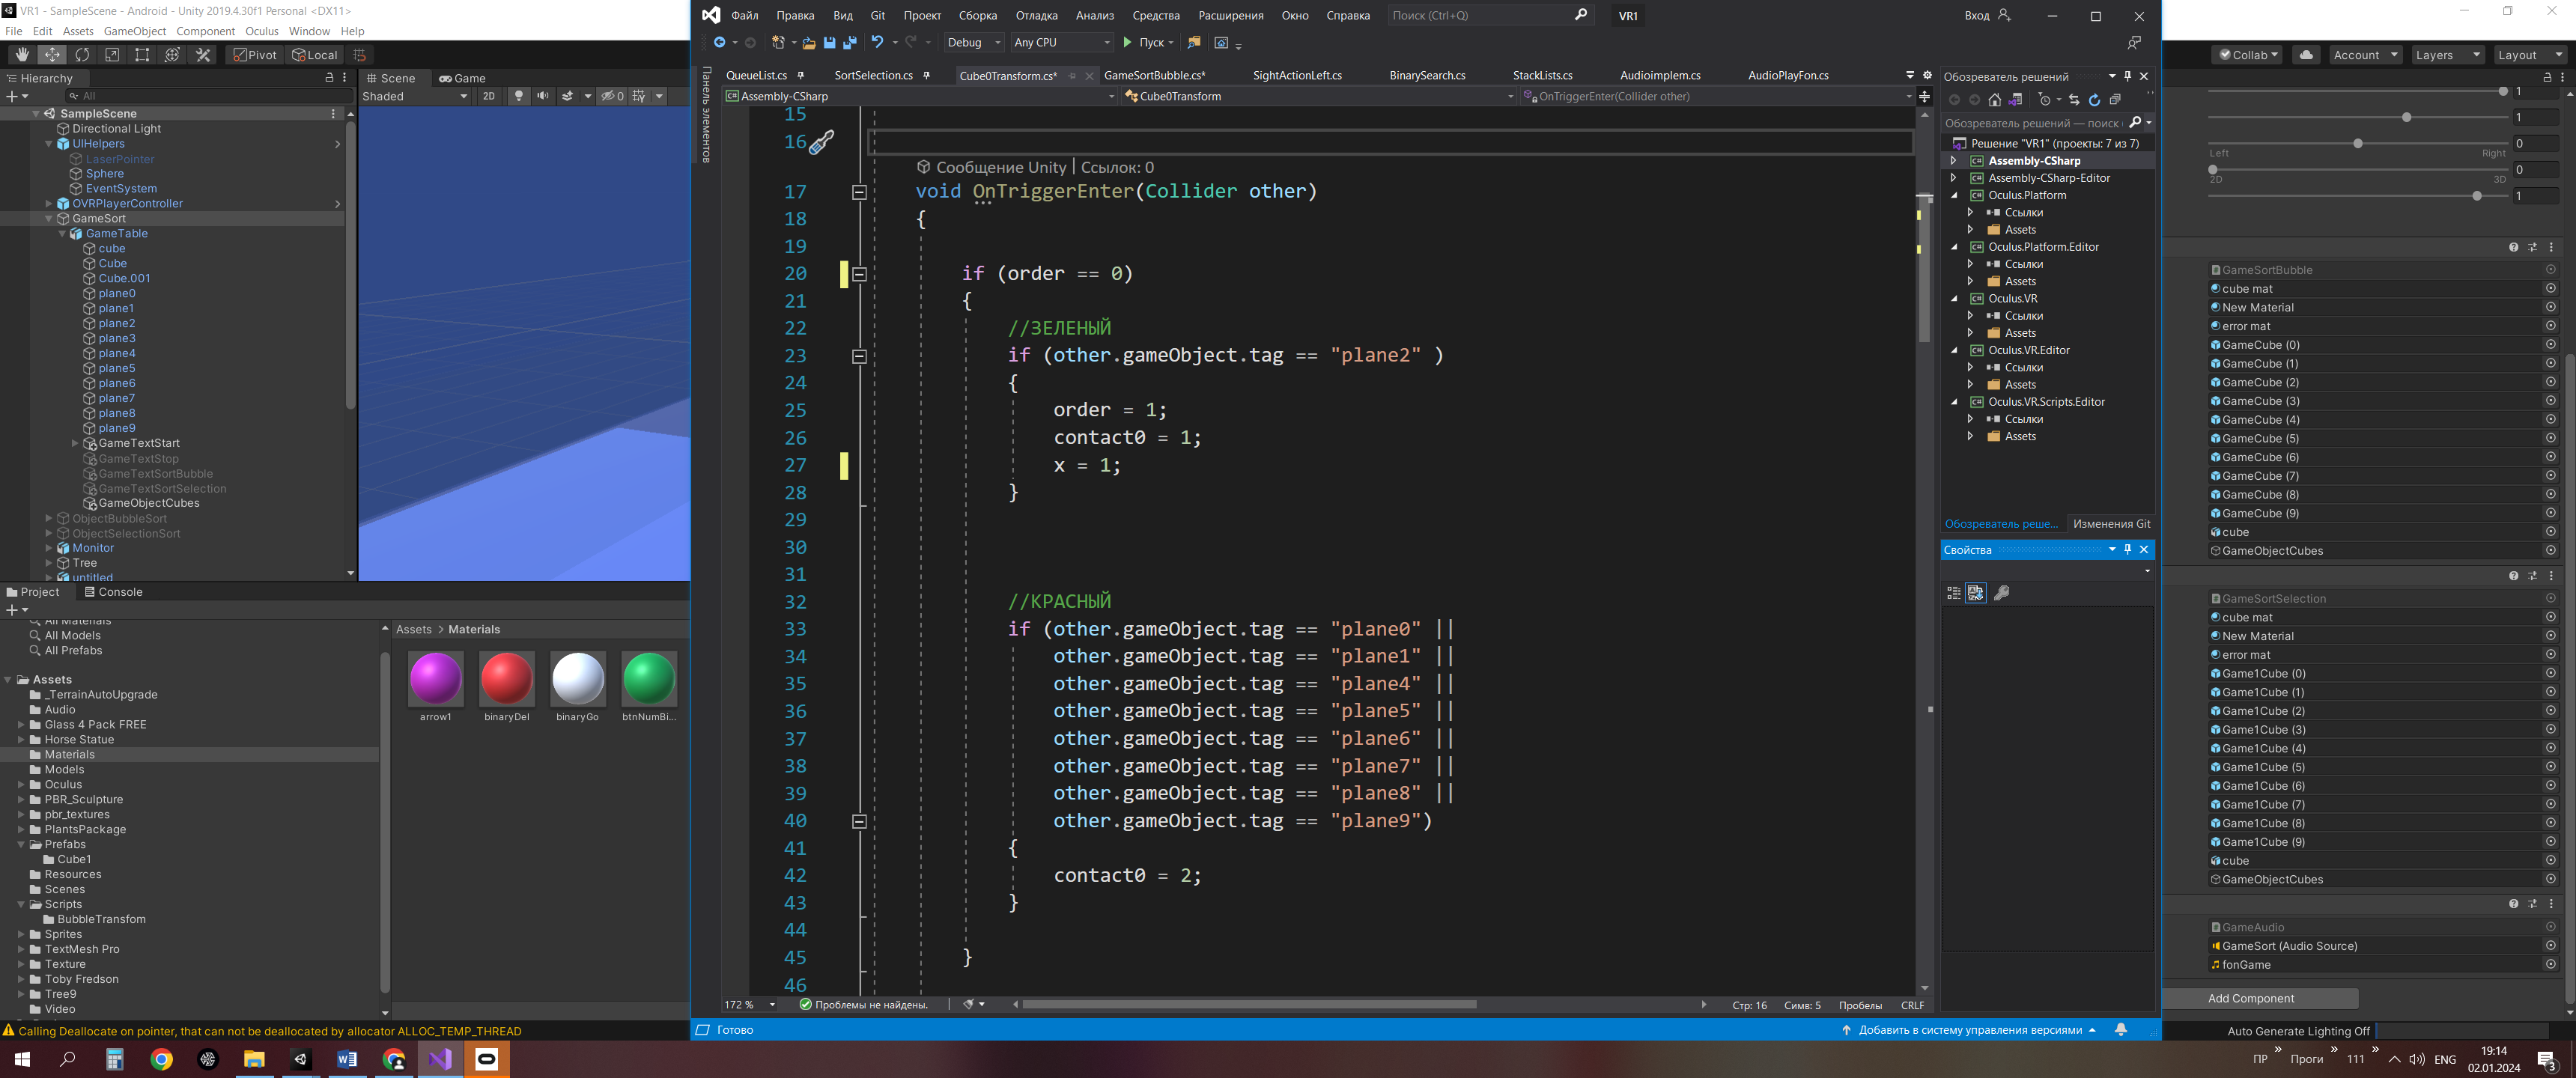 VR1 - SampleScene - Android - Unity 2019.4.30f1 Personal <DX11>
File Edit Assets GameObject Component Oculus Window Help
Pivot Local
Hierarchy
All
SampleScene
Directional Light
UIHelpers
LaserPointer
Sphere
EventSystem
OVRPlayerController
GameSort
GameTable
cube
Cube
Cube.001
plane0
plane1
plane2
plane3
plane4
plane5
plane6
plane7
plane8
plane9
GameTextStart
GameTextStop
GameTextSortBubble
GameTextSortSelection
GameObjectCubes
ObjectBubbleSort
ObjectSelectionSort
Monitor
Tree
untitled
Scene Game
Shaded 2D 0
Project Console
All Materials
All Models
All Prefabs
Assets
_TerrainAutoUpgrade
Audio
Glass 4 Pack FREE
Horse Statue
Materials
Models
Oculus
PBR_Sculpture
pbr_textures
PlantsPackage
Prefabs
Cube1
Resources
Scenes
Scripts
BubbleTransfom
Sprites
TextMesh Pro
Texture
Toby Fredson
Tree9
Video
Assets > Materials
arrow1 binaryDel binaryGo btnNumBi...
Calling Deallocate on pointer, that can not be deallocated by allocator ALLOC_TEMP_THREAD
Файл Правка Вид Git Проект Сборка Отладка Анализ Средства Расширения Окно Справка Поиск (Ctrl+Q) VR1 Вход
Debug Any CPU Пуск
Панель элементов
QueueList.cs SortSelection.cs Cube0Transform.cs* GameSortBubble.cs* SightActionLeft.cs BinarySearch.cs StackLists.cs Audioimplem.cs AudioPlayFon.cs
Assembly-CSharp Cube0Transform OnTriggerEnter(Collider other)
15
16
Сообщение Unity | Ссылок: 0
17 void OnTriggerEnter(Collider other)
18 {
19
20 if (order == 0)
21 {
22 //ЗЕЛЕНЫЙ
23 if (other.gameObject.tag == "plane2" )
24 {
25 order = 1;
26 contact0 = 1;
27 x = 1;
28 }
29
30
31
32 //КРАСНЫЙ
33 if (other.gameObject.tag == "plane0" ||
34 other.gameObject.tag == "plane1" ||
35 other.gameObject.tag == "plane4" ||
36 other.gameObject.tag == "plane5" ||
37 other.gameObject.tag == "plane6" ||
38 other.gameObject.tag == "plane7" ||
39 other.gameObject.tag == "plane8" ||
40 other.gameObject.tag == "plane9")
41 {
42 contact0 = 2;
43 }
44
45 }
46
172 % Проблемы не найдены. Стр: 16 Симв: 5 Пробелы CRLF
Готово Добавить в систему управления версиями
Обозреватель решений
Обозреватель решений — поиск
Решение "VR1" (проекты: 7 из 7)
Assembly-CSharp
Assembly-CSharp-Editor
Oculus.Platform
Ссылки
Assets
Oculus.Platform.Editor
Ссылки
Assets
Oculus.VR
Ссылки
Assets
Oculus.VR.Editor
Ссылки
Assets
Oculus.VR.Scripts.Editor
Ссылки
Assets
Обозреватель реше... Изменения Git
Свойства
Collab Account Layers Layout
1
1
0
Left Right
0
2D 3D
1
GameSortBubble
cube mat
New Material
error mat
GameCube (0)
GameCube (1)
GameCube (2)
GameCube (3)
GameCube (4)
GameCube (5)
GameCube (6)
GameCube (7)
GameCube (8)
GameCube (9)
cube
GameObjectCubes
GameSortSelection
cube mat
New Material
error mat
Game1Cube (0)
Game1Cube (1)
Game1Cube (2)
Game1Cube (3)
Game1Cube (4)
Game1Cube (5)
Game1Cube (6)
Game1Cube (7)
Game1Cube (8)
Game1Cube (9)
cube
GameObjectCubes
GameAudio
GameSort (Audio Source)
fonGame
Add Component
Auto Generate Lighting Off
ПР » Проги » 111 » ENG 19:14
02.01.2024
3